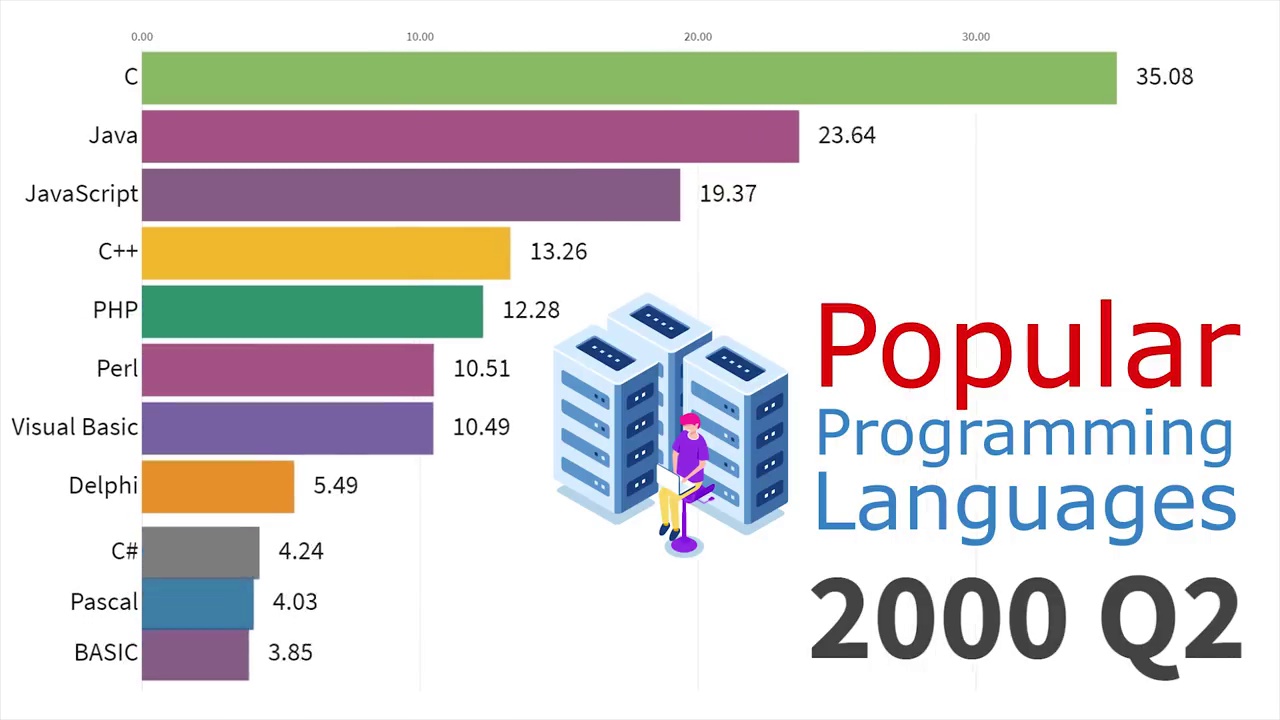 0.00 10.00 20.00 30.00
C 35.08
Java 23.64
JavaScript 19.37
C++ 13.26
PHP 12.28
Perl 10.51
Visual Basic 10.49
Delphi 5.49
C# 4.24
Pascal 4.03
BASIC 3.85
Popular
Programming
Languages
2000 Q2